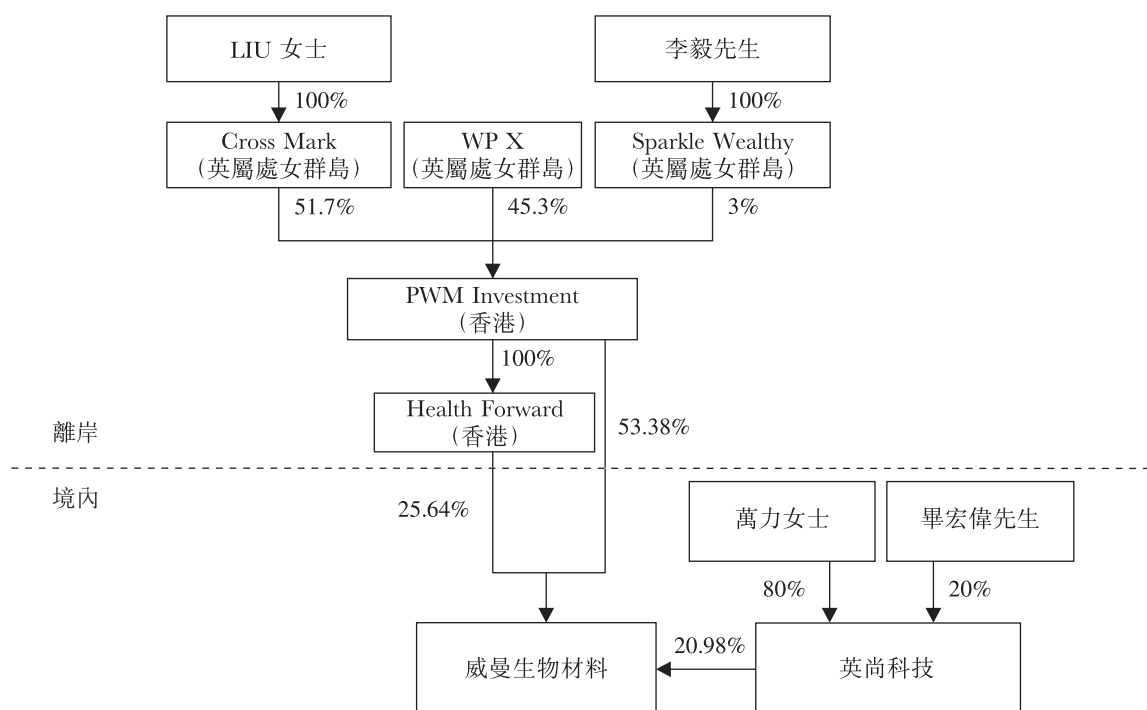 LIU 女士
李毅先生
100%
100%
Cross Mark
(英屬處女群島)
WP X
(英屬處女群島)
Sparkle Wealthy
(英屬處女群島)
51.7%
45.3%
3%
PWM Investment
(香港)
100%
Health Forward
(香港)
53.38%
離岸
境內
25.64%
萬力女士
畢宏偉先生
80%
20%
威曼生物材料
20.98%
英尚科技